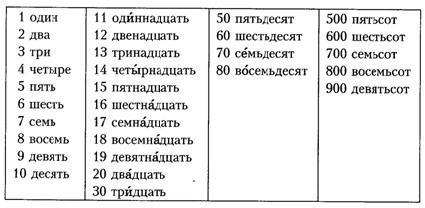 1 один
2 два
3 три
4 четыре
5 пять
6 шесть
7 семь
8 восемь
9 девять
10 десять
11 оди́ннадцать
12 двенадцать
13 тринадцать
14 четы́рнадцать
15 пятнадцать
16 шестна́дцать
17 семна́дцать
18 восемна́дцать
19 девятна́дцать
20 два́дцать
30 три́дцать
50 пятьдесят
60 шестьдесят
70 се́мьдесят
80 во́семьдесят
500 пятьсот
600 шестьсот
700 семьсот
800 восемьсот
900 девятьсот